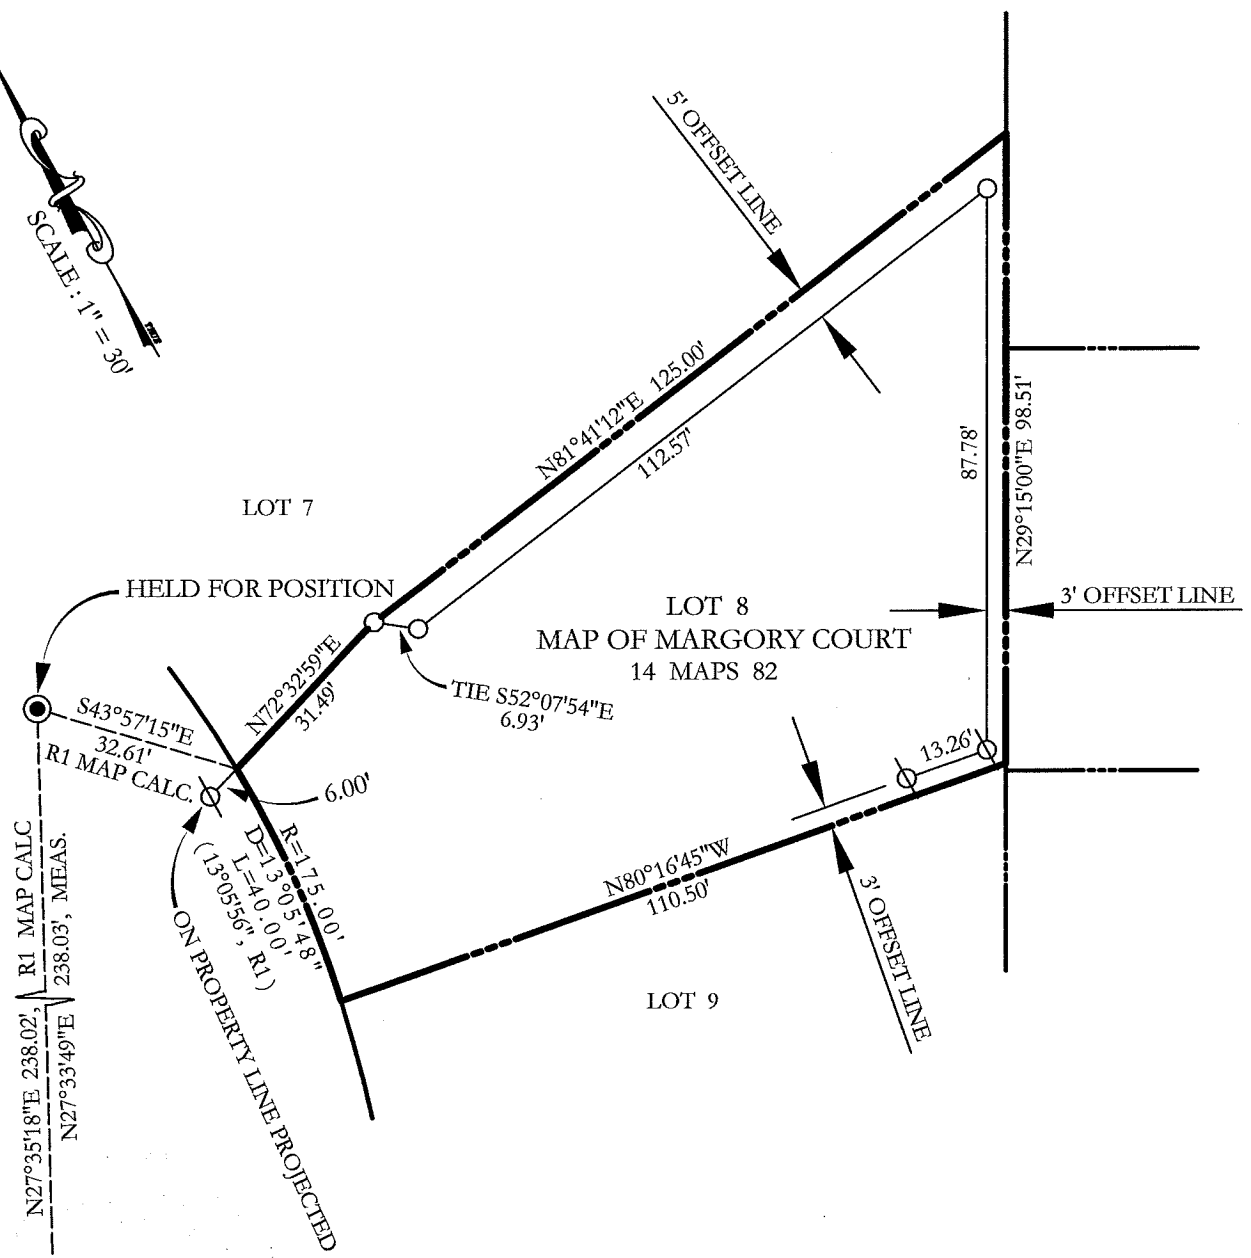 SCALE : 1" = 30'
5' OFFSET LINE
N81°41'12"E 125.00'
112.57'
87.78'
N29°15'00"E 98.51'
LOT 7
HELD FOR POSITION
3' OFFSET LINE
LOT 8
MAP OF MARGORY COURT
14 MAPS 82
N72°32'59"E
31.49'
TIE S52°07'54"E
6.93'
S43°57'15"E
32.61'
R1 MAP CALC.
6.00'
13.26'
R=175.00'
D=13°05'48"
L=40.00'
(13°05'56", R1)
N80°16'45"W
110.50'
3' OFFSET LINE
ON PROPERTY LINE PROJECTED
LOT 9
N27°35'18"E 238.02', R1 MAP CALC
N27°33'49"E 238.03', MEAS.